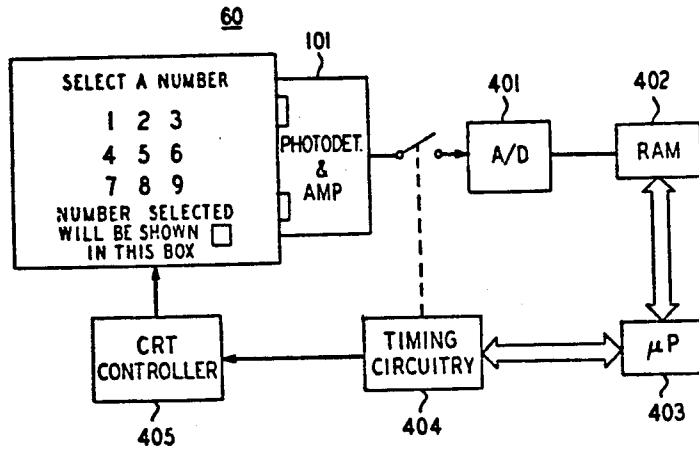 60
SELECT A NUMBER
1 2 3
4 5 6
7 8 9
NUMBER SELECTED
WILL BE SHOWN
IN THIS BOX
101
PHOTODET.
&
AMP
401
A/D
402
RAM
CRT
CONTROLLER
405
TIMING
CIRCUITRY
404
μP
403